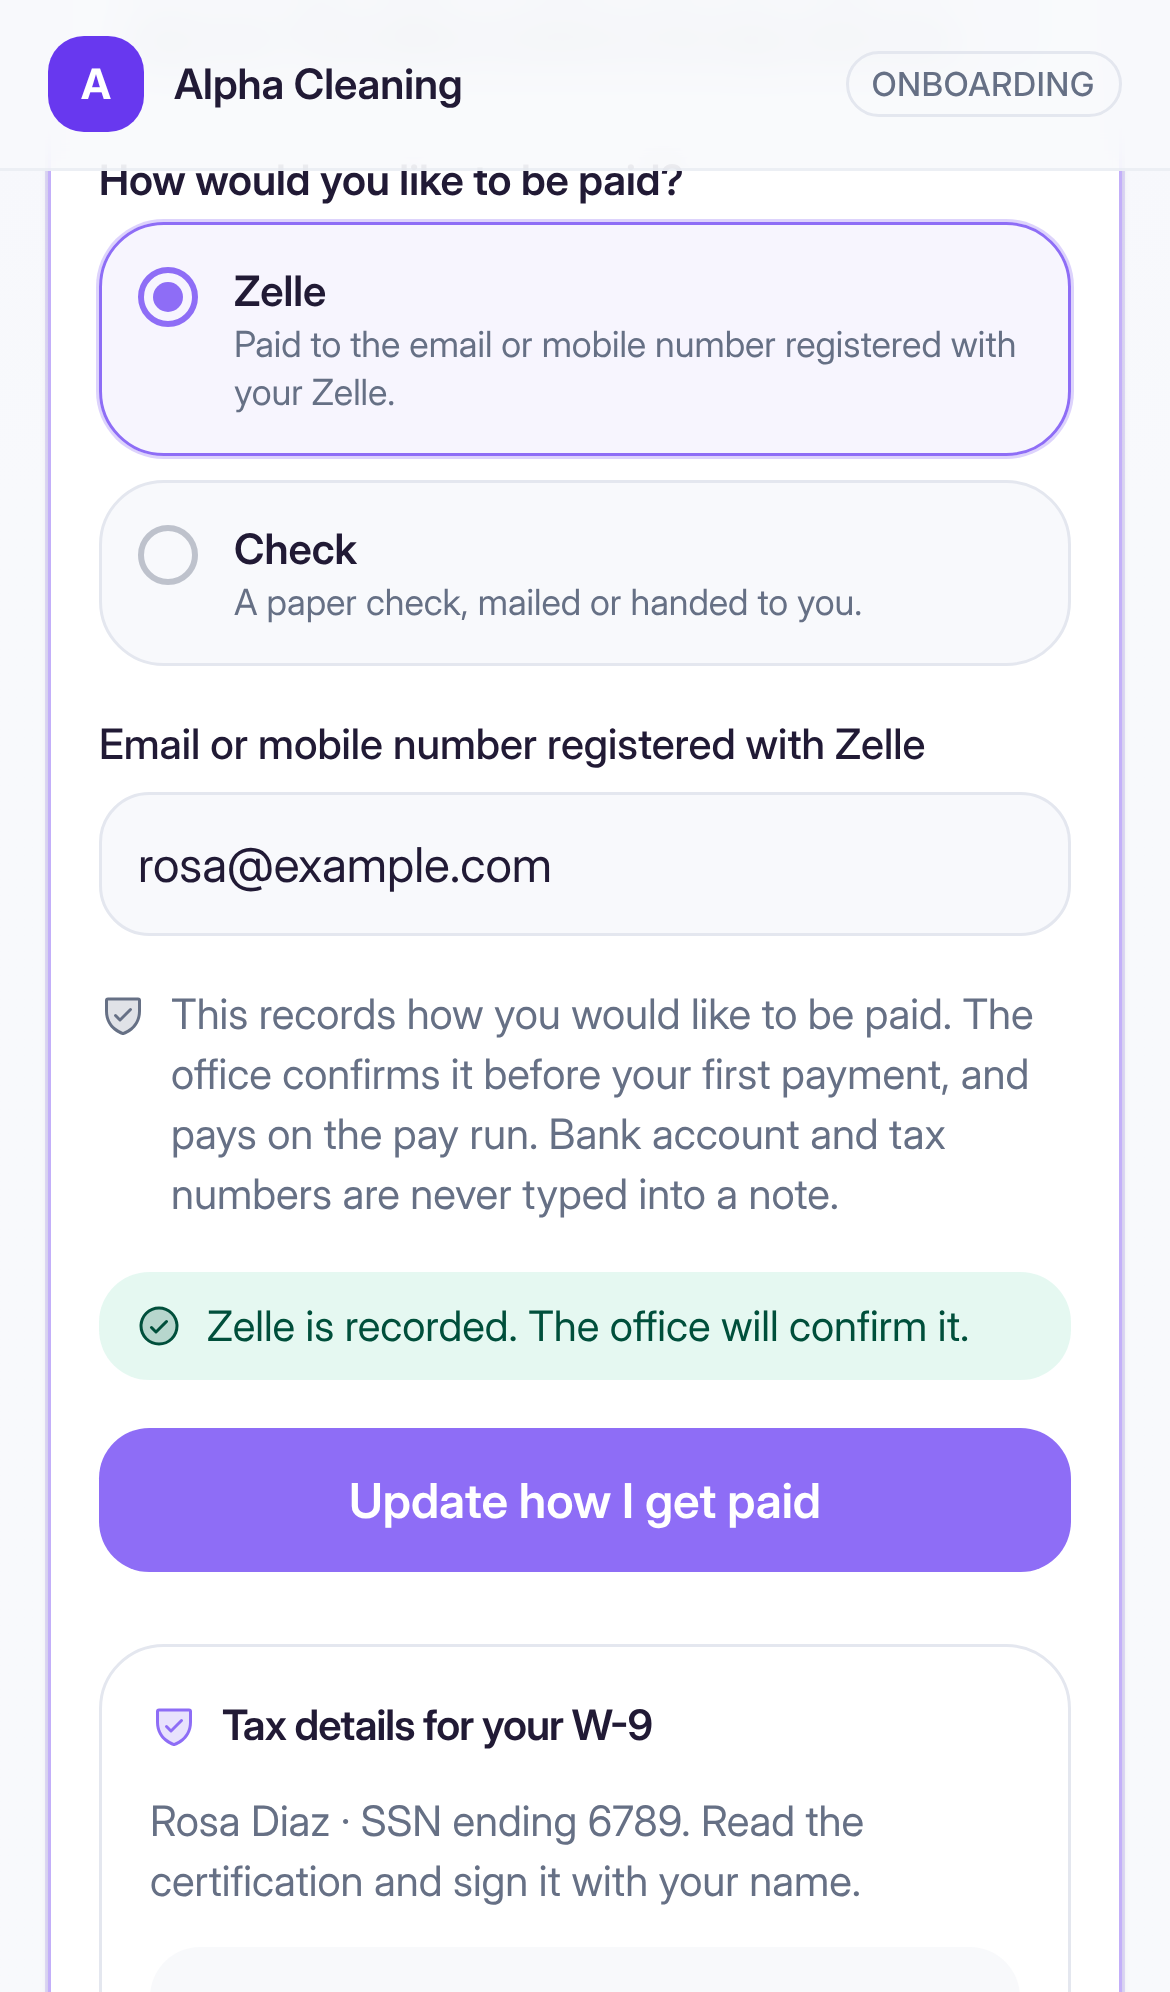 A
Alpha Cleaning
ONBOARDING
How would you like to be paid?
Zelle
Paid to the email or mobile number registered with
your Zelle.
Check
A paper check, mailed or handed to you.
Email or mobile number registered with Zelle
rosa@example.com
This records how you would like to be paid. The
office confirms it before your first payment, and
pays on the pay run. Bank account and tax
numbers are never typed into a note.
Zelle is recorded. The office will confirm it.
Update how I get paid
Tax details for your W-9
Rosa Diaz · SSN ending 6789. Read the
certification and sign it with your name.